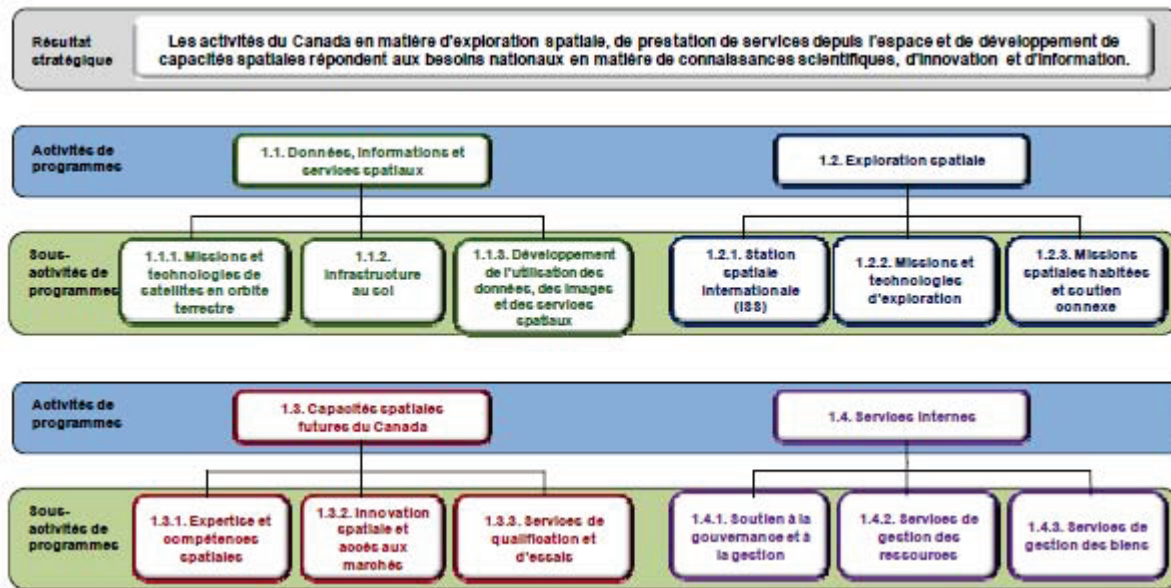 Résultat
stratégique
Les activités du Canada en matière d'exploration spatiale, de prestation de services depuis l'espace et de développement de
capacités spatiales répondent aux besoins nationaux en matière de connaissances scientifiques, d'innovation et d'information.
Activités de
programmes
1.1. Données, informations et
services spatiaux
1.2. Exploration spatiale
Sous-
activités de
programmes
1.1.1. Missions et
technologies de
satellites en orbite
terrestre
1.1.2.
Infrastructure
au sol
1.1.3. Développement
de l'utilisation des
données, des images
et des services
spatiaux
1.2.1. Station
spatiale
internationale
(ISS)
1.2.2. Missions et
technologies
d'exploration
1.2.3. Missions
spatiales habitées
et soutien
connexe
Activités de
programmes
1.3. Capacités spatiales
futures du Canada
1.4. Services internes
Sous-
activités de
programmes
1.3.1. Expertise et
compétences
spatiales
1.3.2. Innovation
spatiale et
accès aux
marchés
1.3.3. Services de
qualification et
d'essais
1.4.1. Soutien à la
gouvernance et à
la gestion
1.4.2. Services de
gestion des
ressources
1.4.3. Services de
gestion des biens